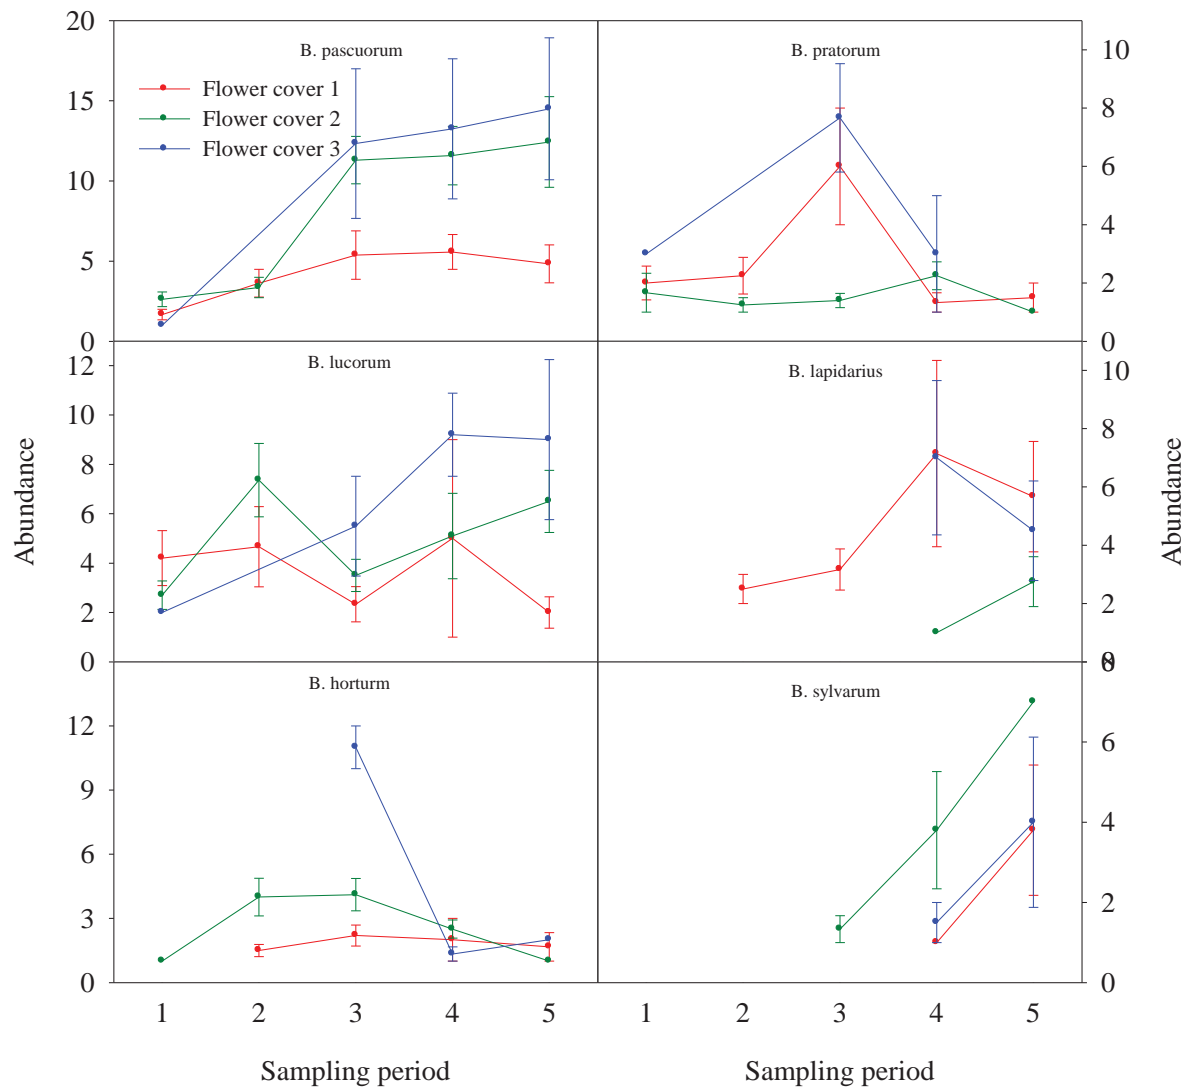 B. pascuorum
Flower cover 1
Flower cover 2
Flower cover 3
20
15
10
5
0
B. pratorum
10
8
6
4
2
0
B. lucorum
12
10
8
6
4
2
0
B. lapidarius
10
8
6
4
2
0
B. horturm
12
9
6
3
0
1 2 3 4 5
B. sylvarum
8
6
4
2
0
1 2 3 4 5
Abundance
Abundance
Sampling period
Sampling period